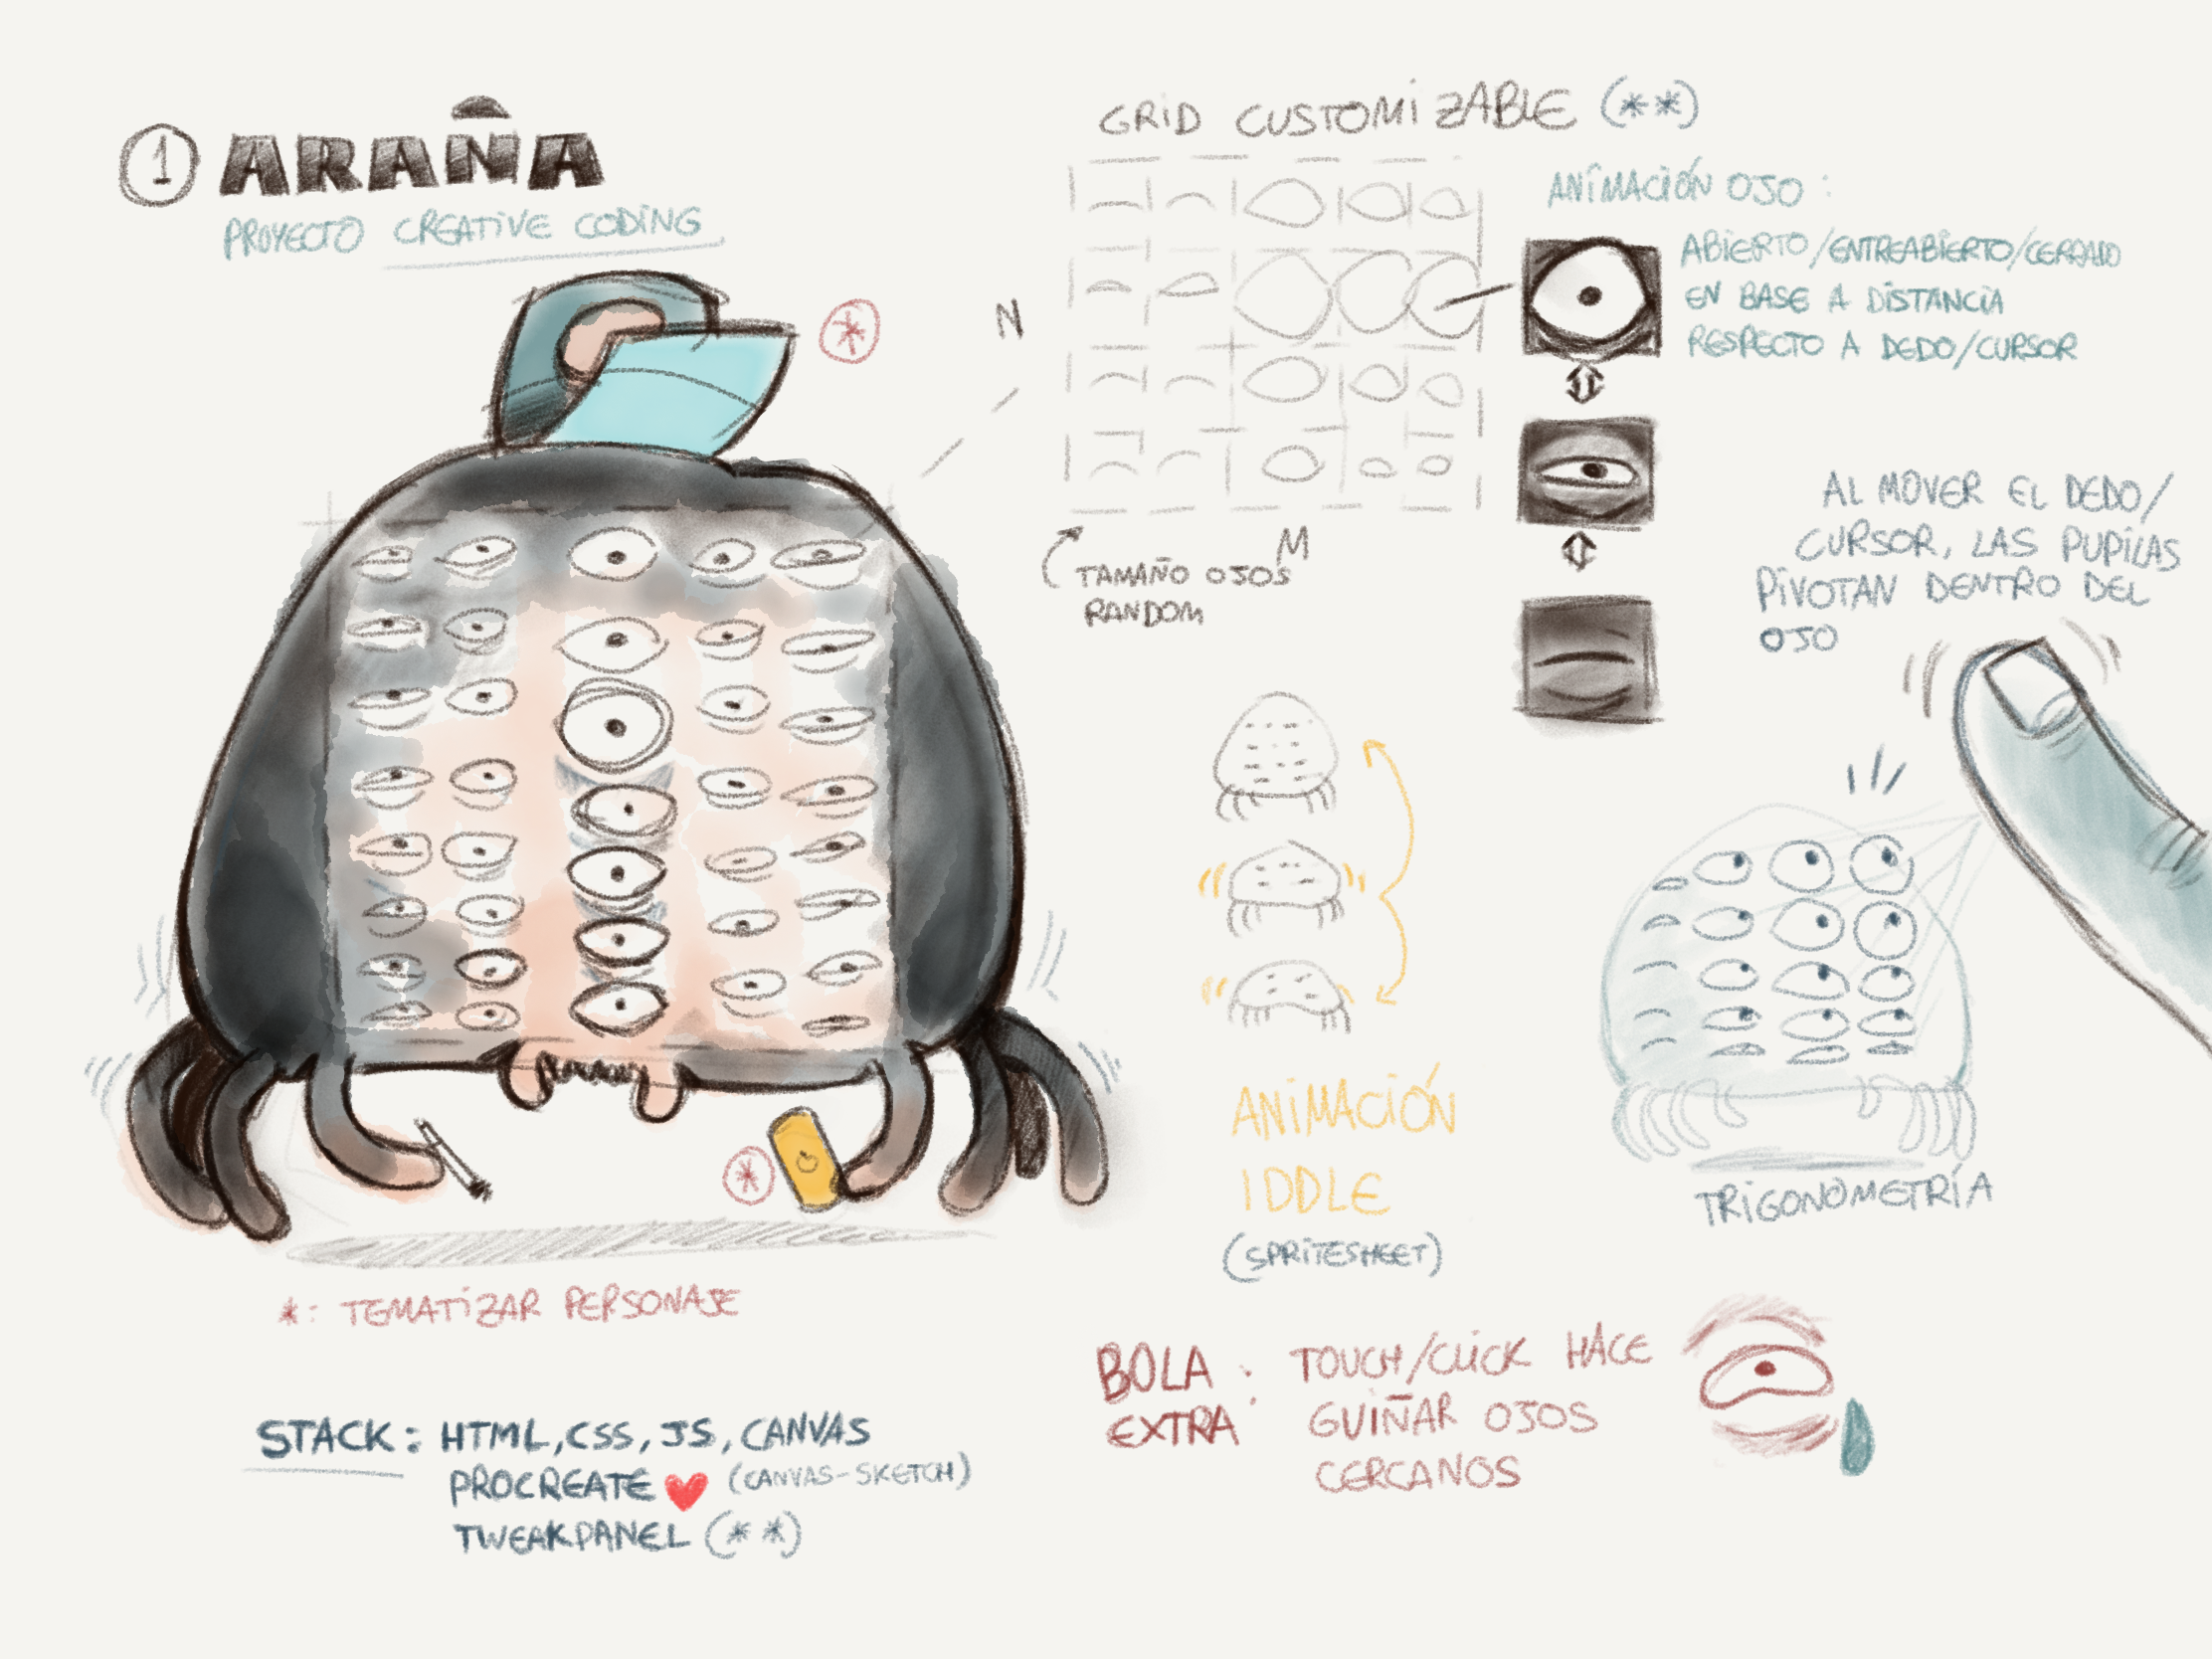 1 ARAÑA
PROYECTO CREATIVE CODING
*
GRID CUSTOMIZABLE (**)
N
M
TAMAÑO OJOS
RANDOM
ANIMACIÓN OJO:
ABIERTO/ENTREABIERTO/CERRADO
EN BASE A DISTANCIA
RESPECTO A DEDO/CURSOR
AL MOVER EL DEDO/
CURSOR, LAS PUPILAS
PIVOTAN DENTRO DEL
OJO
ANIMACIÓN
IDDLE
(SPRITESHEET)
TRIGONOMETRÍA
*
*: TEMATIZAR PERSONAJE
STACK: HTML, CSS, JS, CANVAS
PROCREATE ❤ (CANVAS-SKETCH)
TWEAKPANEL (**)
BOLA EXTRA: TOUCH/CLICK HACE
GUIÑAR OJOS
CERCANOS